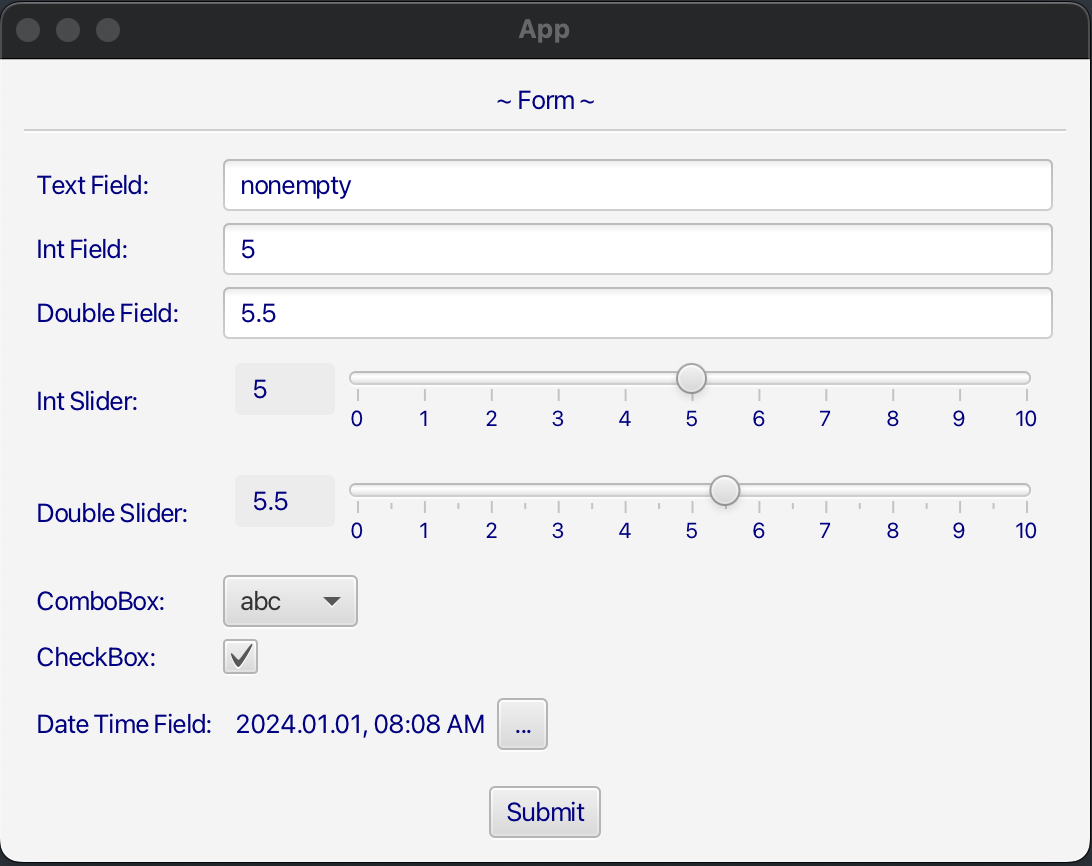 App
~ Form ~
Text Field: nonempty
Int Field: 5
Double Field: 5.5
Int Slider: 5
0 1 2 3 4 5 6 7 8 9 10
Double Slider: 5.5
0 1 2 3 4 5 6 7 8 9 10
ComboBox: abc
CheckBox:
Date Time Field: 2024.01.01, 08:08 AM ...
Submit